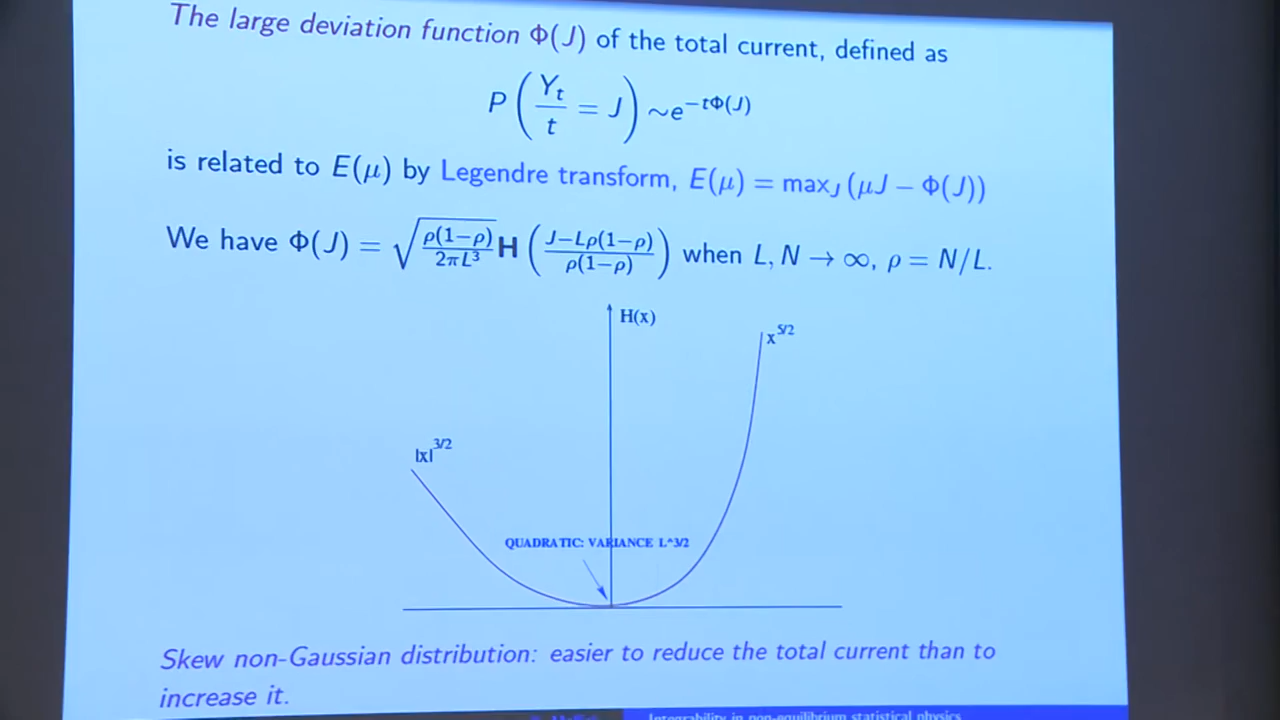 The large deviation function Φ(J) of the total current, defined as
P(Y_t/t = J) ~e^{-tΦ(J)}
is related to E(μ) by Legendre transform, E(μ) = max_J (μJ − Φ(J))
We have Φ(J) = √(ρ(1−ρ)/2πL³) H((J−Lρ(1−ρ))/ρ(1−ρ)) when L, N → ∞, ρ = N/L.
H(x)
x^{5/2}
|x|^{3/2}
QUADRATIC: VARIANCE L^3/2
Skew non-Gaussian distribution: easier to reduce the total current than to
increase it.
Integrability in non-equilibrium statistical physics